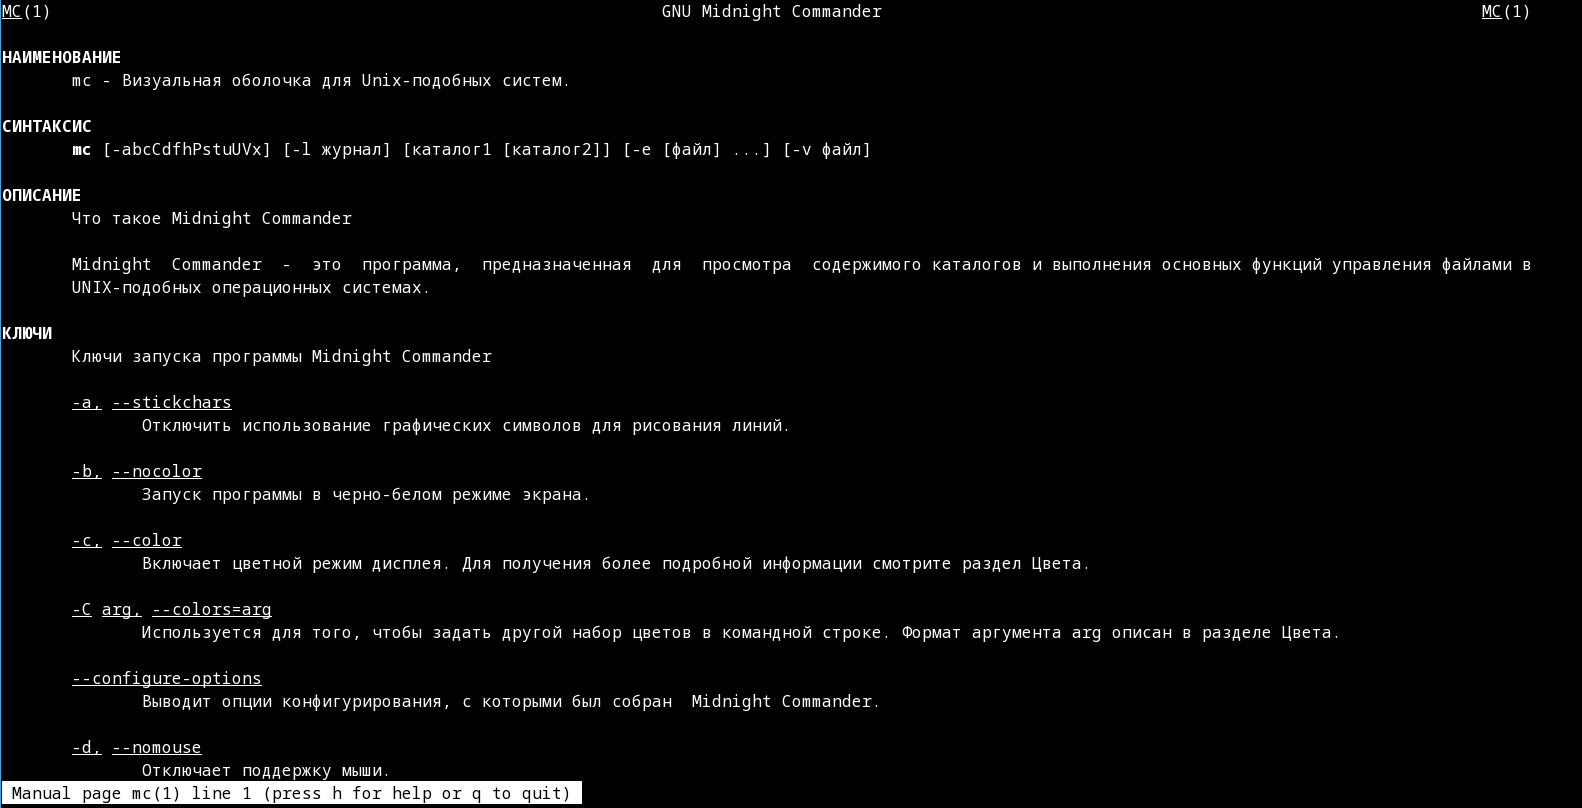 MC(1) GNU Midnight Commander MC(1)
НАИМЕНОВАНИЕ
mc - Визуальная оболочка для Unix-подобных систем.
СИНТАКСИС
mc [-abcCdfhPstuUVx] [-l журнал] [каталог1 [каталог2]] [-e [файл] ...] [-v файл]
ОПИСАНИЕ
Что такое Midnight Commander
Midnight Commander - это программа, предназначенная для просмотра содержимого каталогов и выполнения основных функций управления файлами в
UNIX-подобных операционных системах.
КЛЮЧИ
Ключи запуска программы Midnight Commander
-a, --stickchars
Отключить использование графических символов для рисования линий.
-b, --nocolor
Запуск программы в черно-белом режиме экрана.
-c, --color
Включает цветной режим дисплея. Для получения более подробной информации смотрите раздел Цвета.
-C arg, --colors=arg
Используется для того, чтобы задать другой набор цветов в командной строке. Формат аргумента arg описан в разделе Цвета.
--configure-options
Выводит опции конфигурирования, с которыми был собран Midnight Commander.
-d, --nomouse
Отключает поддержку мыши.
Manual page mc(1) line 1 (press h for help or q to quit)